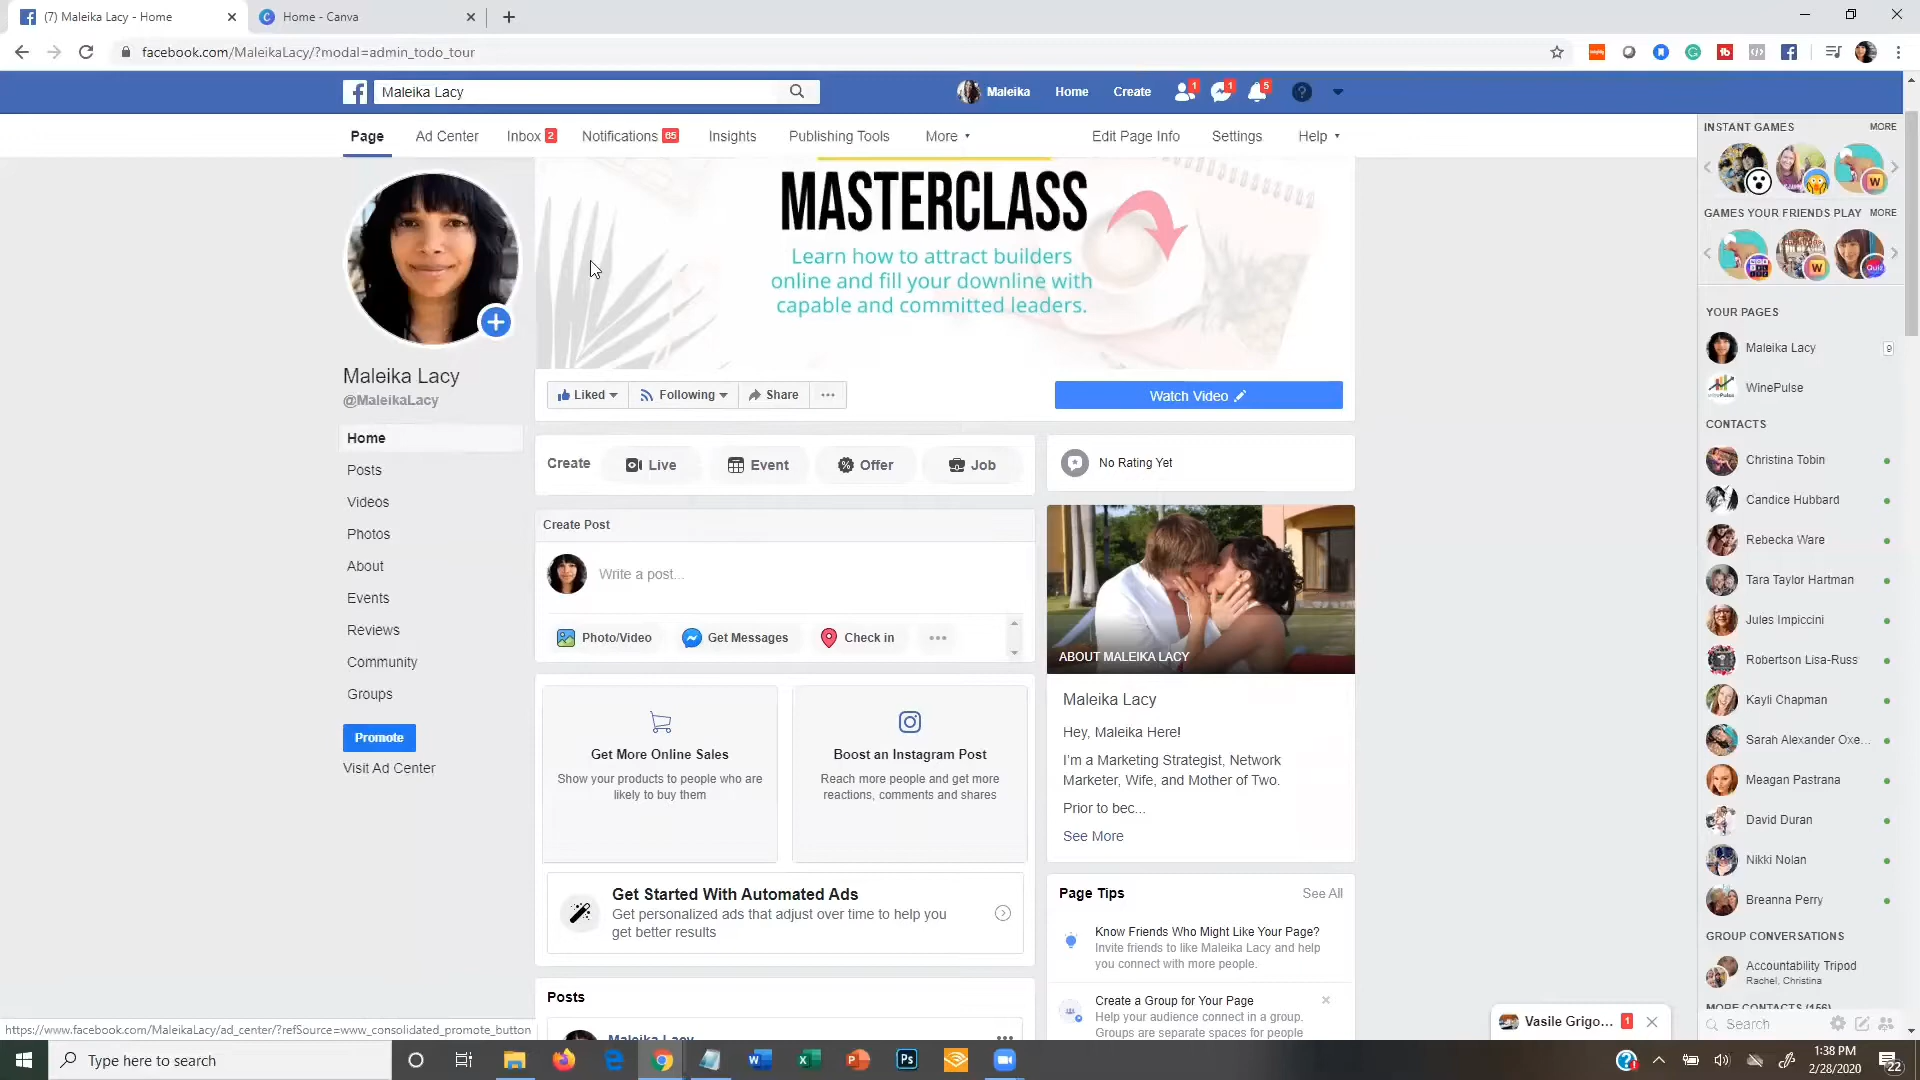 (7) Maleika Lacy - Home
Home - Canva
facebook.com/MaleikaLacy/?modal=admin_todo_tour
Maleika Lacy
Maleika
Home
Create
1
1
5
Page
Ad Center
Inbox 2
Notifications 65
Insights
Publishing Tools
More
Edit Page Info
Settings
Help
MASTERCLASS
Learn how to attract builders
online and fill your downline with
capable and committed leaders.
Maleika Lacy
@MaleikaLacy
Home
Posts
Videos
Photos
About
Events
Reviews
Community
Groups
Promote
Visit Ad Center
Liked
Following
Share
Watch Video
Create
Live
Event
Offer
Job
Create Post
Write a post...
Photo/Video
Get Messages
Check in
Get More Online Sales
Show your products to people who are
likely to buy them
Boost an Instagram Post
Reach more people and get more
reactions, comments and shares
Get Started With Automated Ads
Get personalized ads that adjust over time to help you
get better results
Posts
Maleika Lacy
No Rating Yet
ABOUT MALEIKA LACY
Maleika Lacy
Hey, Maleika Here!
I'm a Marketing Strategist, Network
Marketer, Wife, and Mother of Two.
Prior to bec...
See More
Page Tips
See All
Know Friends Who Might Like Your Page?
Invite friends to like Maleika Lacy and help
you connect with more people.
Create a Group for Your Page
Help your audience connect in a group.
Groups are separate spaces for people
INSTANT GAMES
MORE
GAMES YOUR FRIENDS PLAY
MORE
YOUR PAGES
Maleika Lacy
9
WinePulse
CONTACTS
Christina Tobin
Candice Hubbard
Rebecka Ware
Tara Taylor Hartman
Jules Impiccini
Robertson Lisa-Russ
Kayli Chapman
Sarah Alexander Oxe...
Meagan Pastrana
David Duran
Nikki Nolan
Breanna Perry
GROUP CONVERSATIONS
Accountability Tripod
Rachel, Christina
MORE CONTACTS (156)
Search
Vasile Grigo...
1
https://www.facebook.com/MaleikaLacy/ad_center/?refSource=www_consolidated_promote_button
Type here to search
1:38 PM
2/28/2020
22